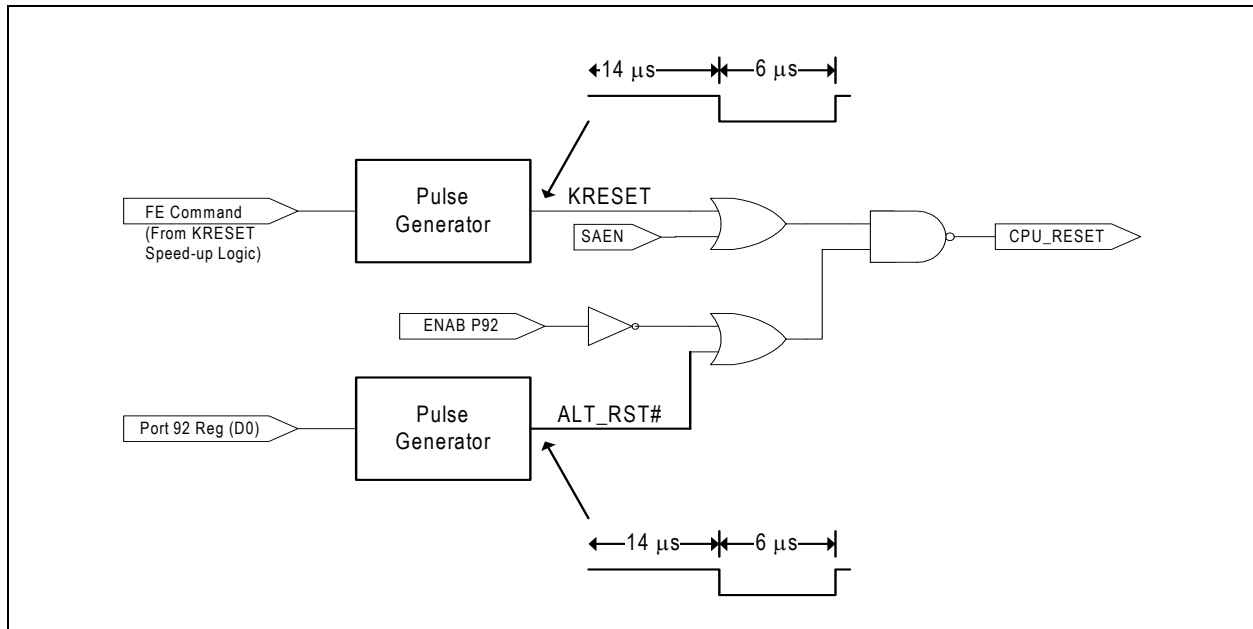 14 μs
6 μs
Pulse
Generator
KRESET
FE Command
(From KRESET
Speed-up Logic)
SAEN
CPU_RESET
ENAB P92
Pulse
Generator
ALT_RST#
Port 92 Reg (D0)
14 μs
6 μs